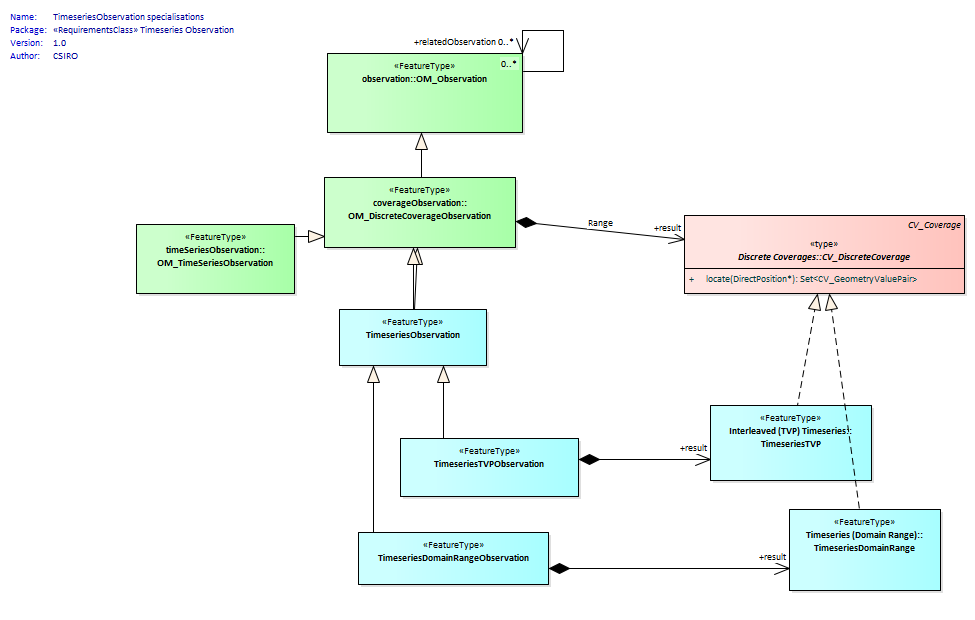 Name: TimeseriesObservation specialisations
Package: «RequirementsClass» Timeseries Observation
Version: 1.0
Author: CSIRO
+relatedObservation 0..*
0..*
«FeatureType»
observation::OM_Observation
«FeatureType»
coverageObservation::
OM_DiscreteCoverageObservation
Range
+result
«FeatureType»
timeSeriesObservation::
OM_TimeSeriesObservation
CV_Coverage
«type»
Discrete Coverages::CV_DiscreteCoverage
+ locate(DirectPosition*): Set<CV_GeometryValuePair>
«FeatureType»
TimeseriesObservation
«FeatureType»
TimeseriesTVPObservation
+result
«FeatureType»
Interleaved (TVP) Timeseries::
TimeseriesTVP
«FeatureType»
TimeseriesDomainRangeObservation
+result
«FeatureType»
Timeseries (Domain Range)::
TimeseriesDomainRange